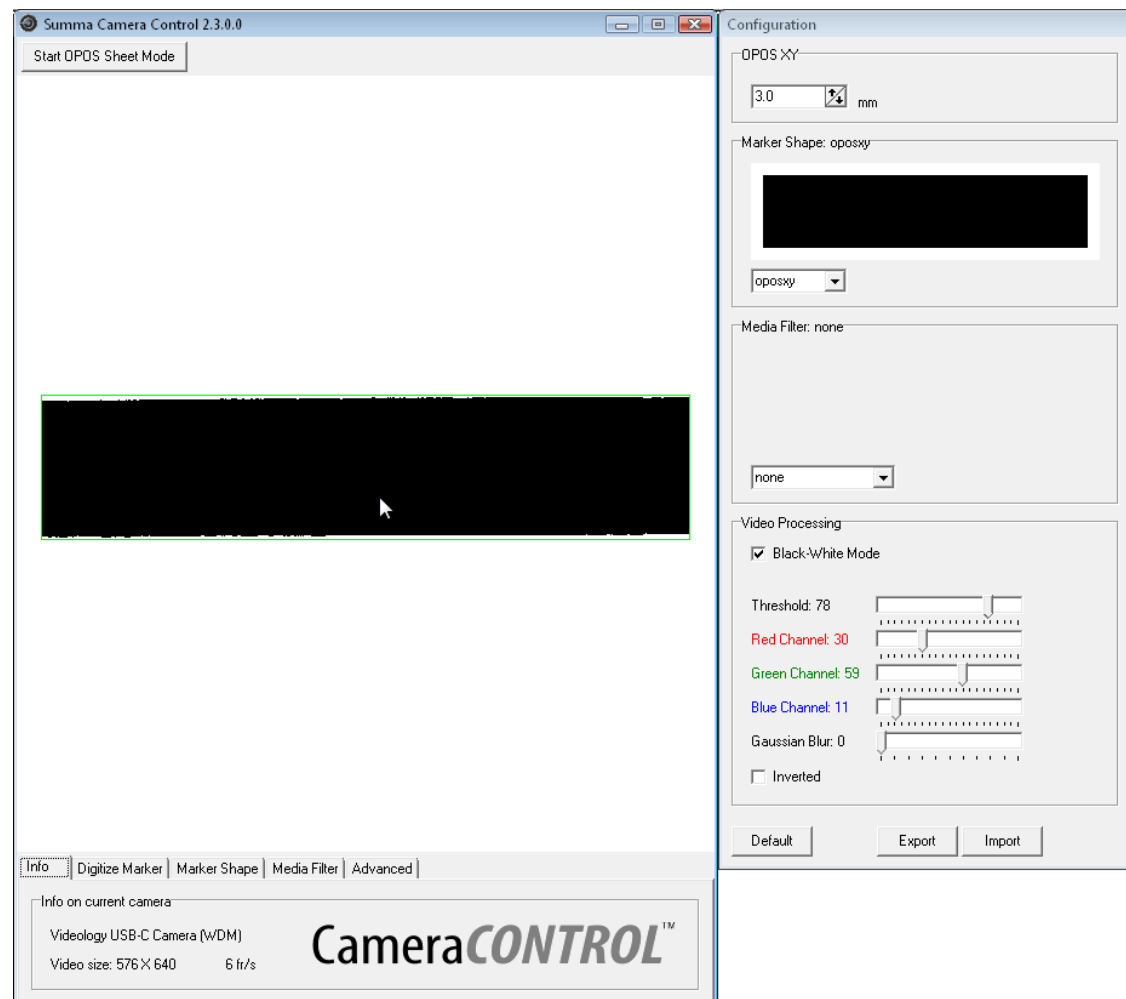 Summa Camera Control 2.3.0.0
Start OPOS Sheet Mode
Info
Digitize Marker
Marker Shape
Media Filter
Advanced
Info on current camera
Videology USB-C Camera (WDM)
Video size: 576 X 640 6 fr/s
CameraCONTROL™
Configuration
OPOS XY
3.0 mm
Marker Shape: oposxy
oposxy
Media Filter: none
none
Video Processing
Black-White Mode
Threshold: 78
Red Channel: 30
Green Channel: 59
Blue Channel: 11
Gaussian Blur: 0
Inverted
Default
Export
Import